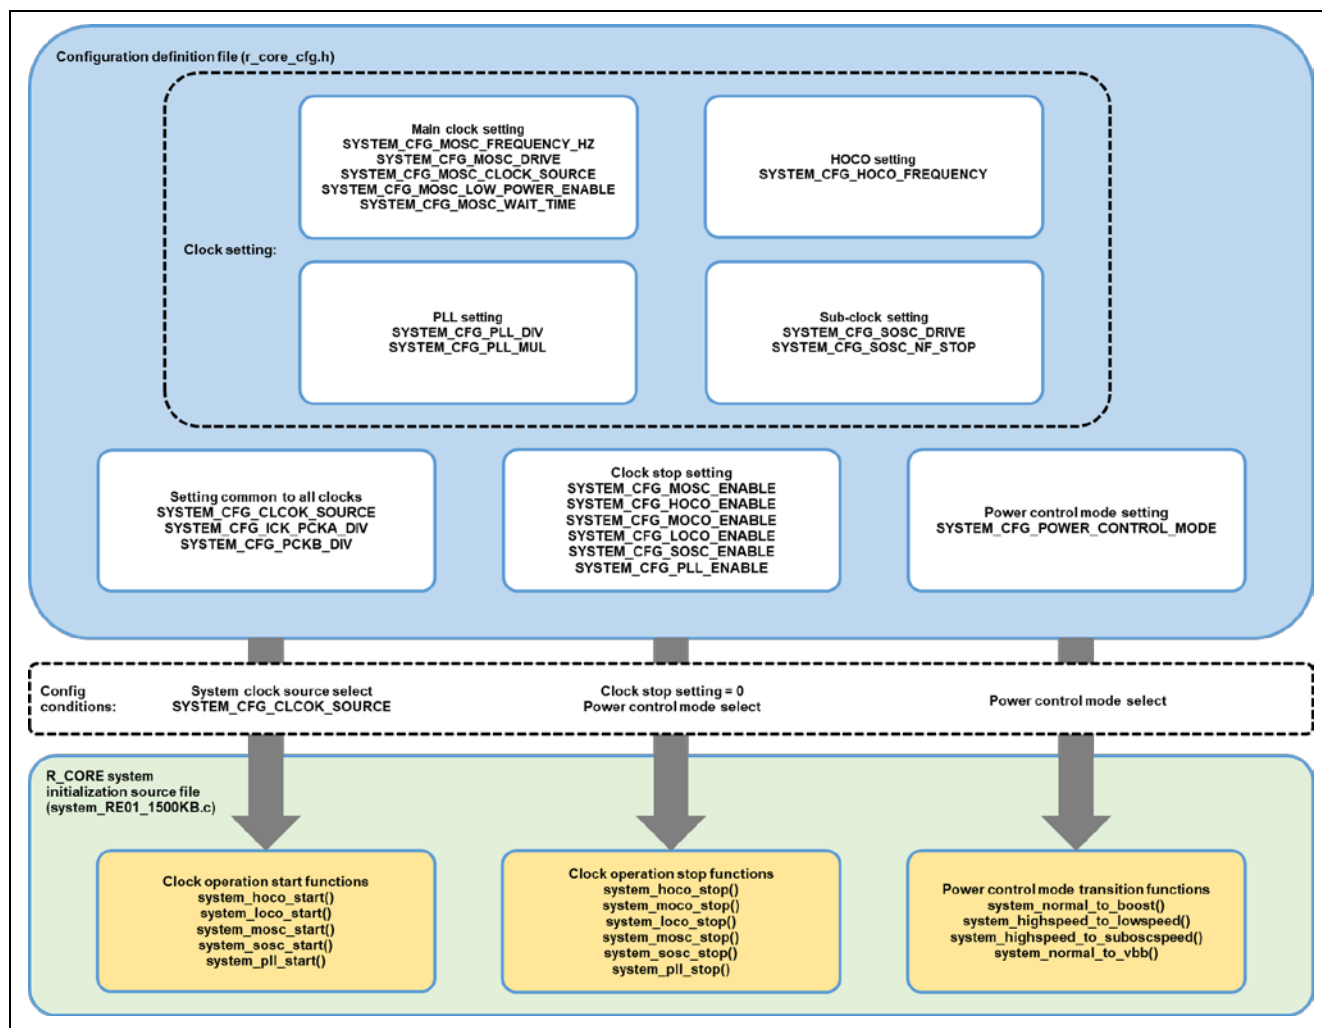 Configuration definition file (r_core_cfg.h)
Main clock setting
SYSTEM_CFG_MOSC_FREQUENCY_HZ
SYSTEM_CFG_MOSC_DRIVE
SYSTEM_CFG_MOSC_CLOCK_SOURCE
SYSTEM_CFG_MOSC_LOW_POWER_ENABLE
SYSTEM_CFG_MOSC_WAIT_TIME
HOCO setting
SYSTEM_CFG_HOCO_FREQUENCY
Clock setting:
PLL setting
SYSTEM_CFG_PLL_DIV
SYSTEM_CFG_PLL_MUL
Sub-clock setting
SYSTEM_CFG_SOSC_DRIVE
SYSTEM_CFG_SOSC_NF_STOP
Setting common to all clocks
SYSTEM_CFG_CLCOK_SOURCE
SYSTEM_CFG_ICK_PCKA_DIV
SYSTEM_CFG_PCKB_DIV
Clock stop setting
SYSTEM_CFG_MOSC_ENABLE
SYSTEM_CFG_HOCO_ENABLE
SYSTEM_CFG_MOCO_ENABLE
SYSTEM_CFG_LOCO_ENABLE
SYSTEM_CFG_SOSC_ENABLE
SYSTEM_CFG_PLL_ENABLE
Power control mode setting
SYSTEM_CFG_POWER_CONTROL_MODE
Config
conditions:
System clock source select
SYSTEM_CFG_CLCOK_SOURCE
Clock stop setting = 0
Power control mode select
Power control mode select
R_CORE system
initialization source file
(system_RE01_1500KB.c)
Clock operation start functions
system_hoco_start()
system_loco_start()
system_mosc_start()
system_sosc_start()
system_pll_start()
Clock operation stop functions
system_hoco_stop()
system_moco_stop()
system_loco_stop()
system_mosc_stop()
system_sosc_stop()
system_pll_stop()
Power control mode transition functions
system_normal_to_boost()
system_highspeed_to_lowspeed()
system_highspeed_to_suboscspeed()
system_normal_to_vbb()